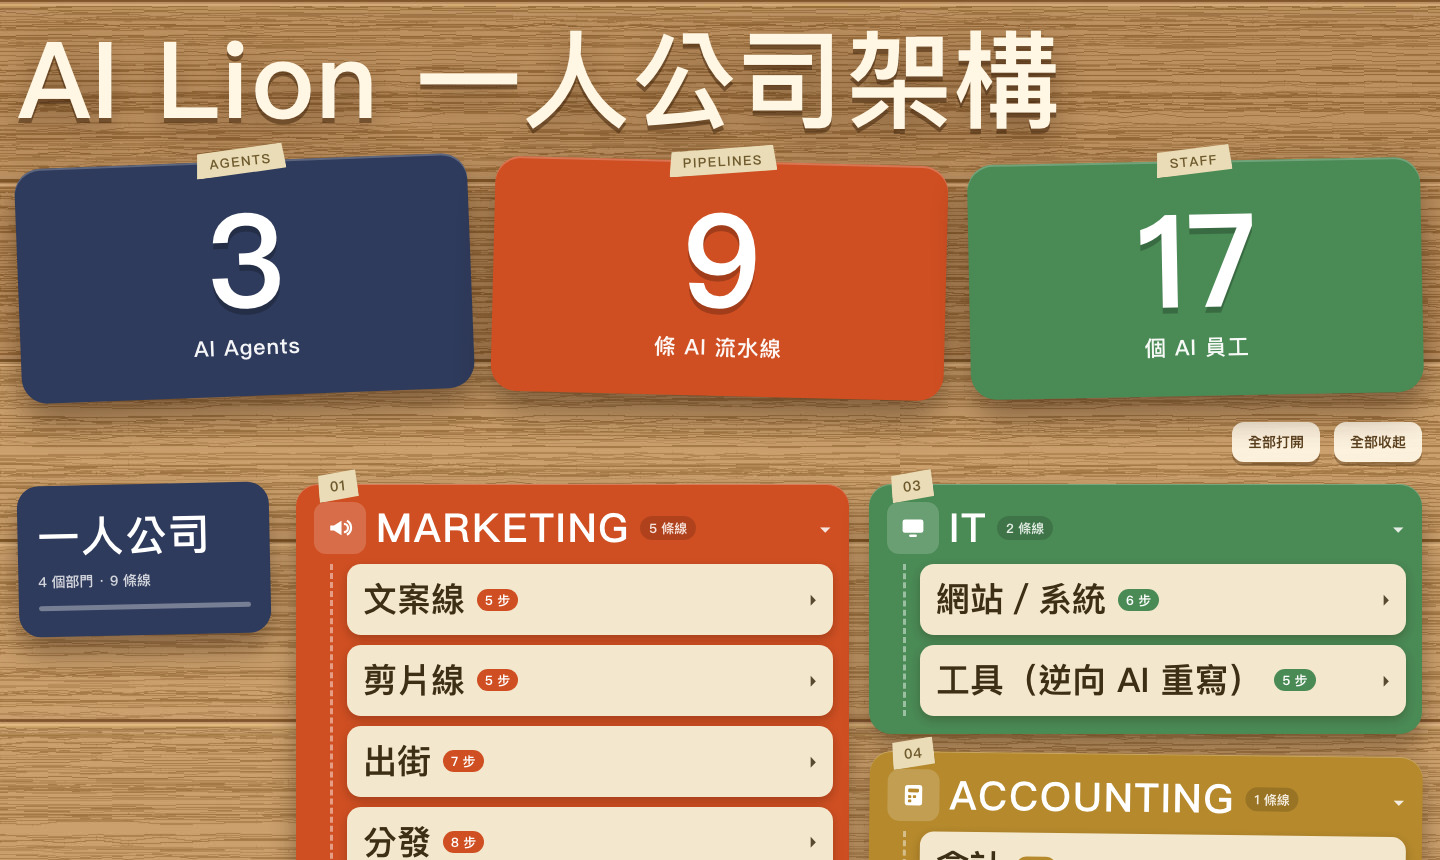 AI Lion 一人公司架構
AGENTS
3
AI Agents
PIPELINES
9
條 AI 流水線
STAFF
17
個 AI 員工
全部打開
全部收起
一人公司
4 個部門 · 9 條線
01
MARKETING 5 條線
文案線 5 步
剪片線 5 步
出街 7 步
分發 8 步
03
IT 2 條線
網站 / 系統 6 步
工具（逆向 AI 重寫） 5 步
04
ACCOUNTING 1 條線
會計